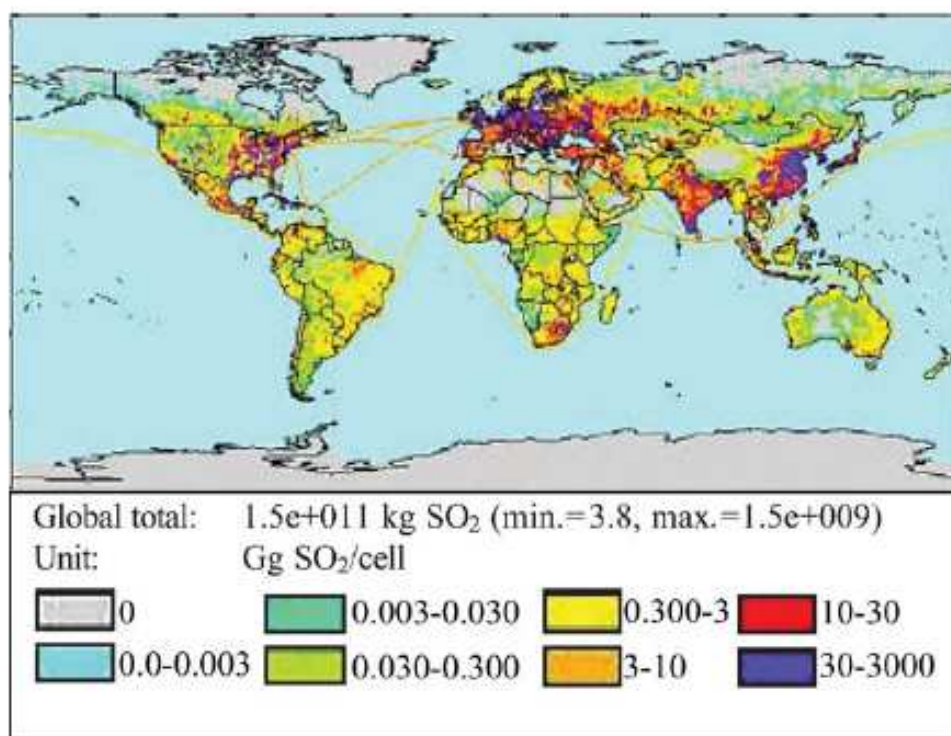 Global total: 1.5e+011 kg SO₂ (min.=3.8, max.=1.5e+009)
Unit: Gg SO₂/cell
0 0.003-0.030 0.300-3 10-30
0.0-0.003 0.030-0.300 3-10 30-3000